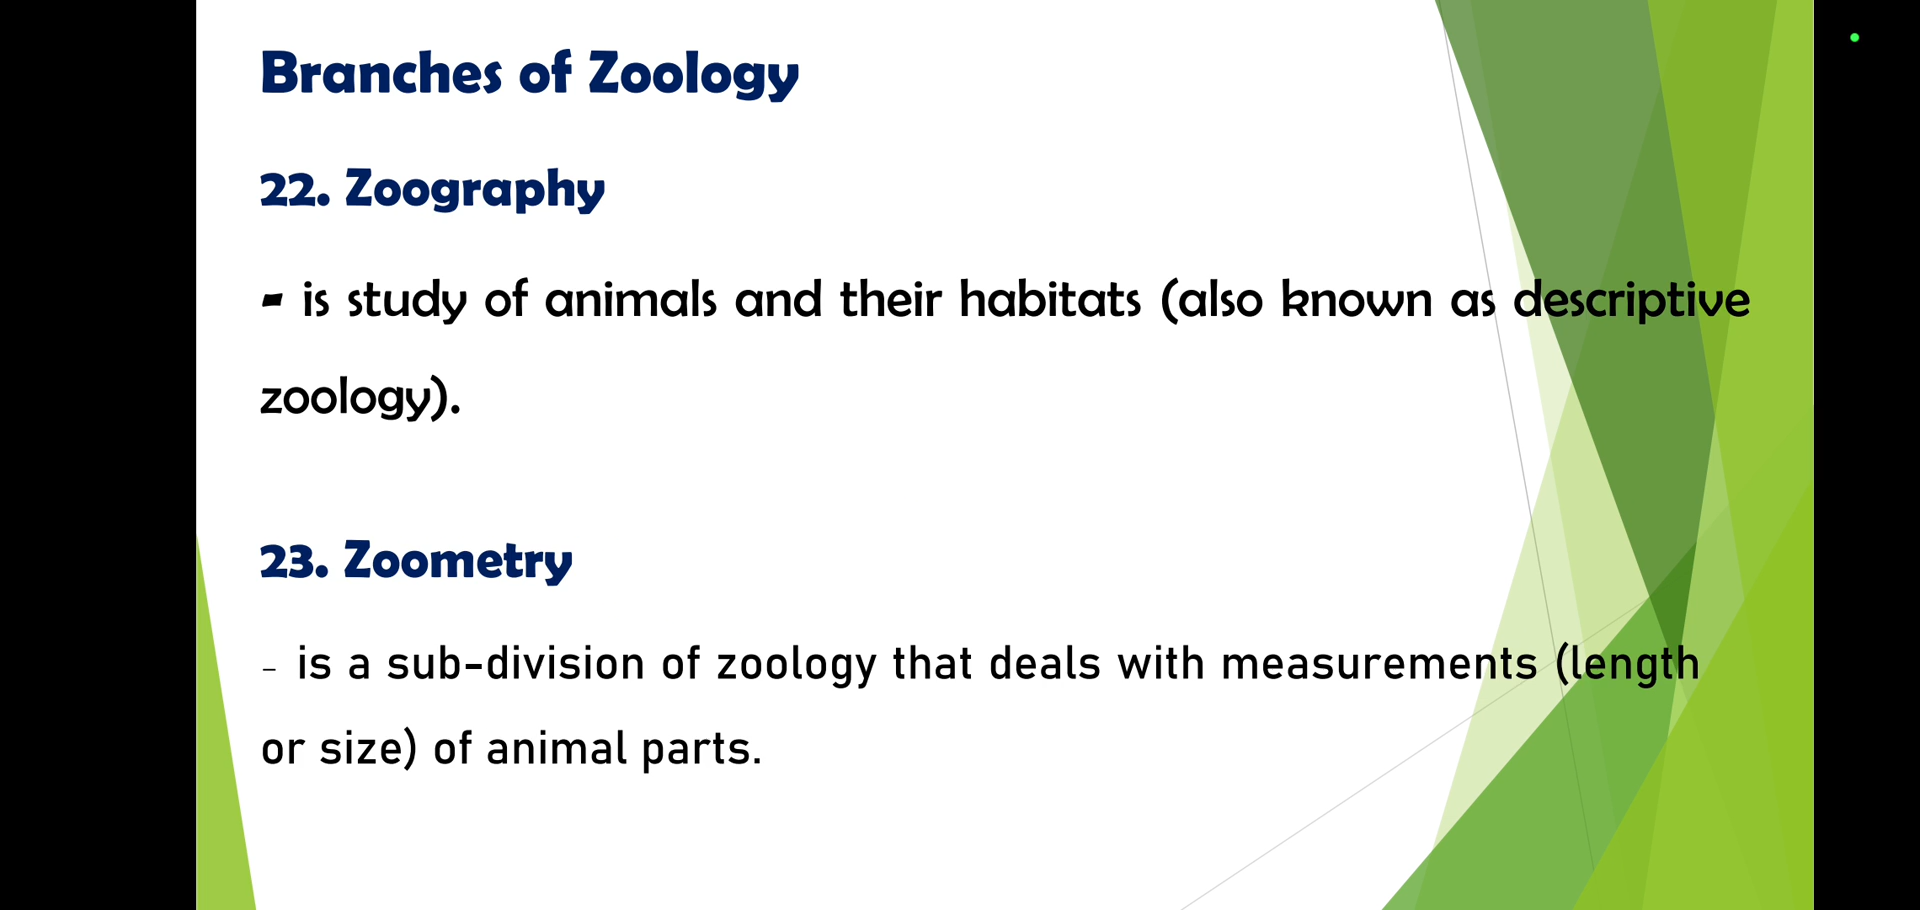 Branches of Zoology
22. Zoography
- is study of animals and their habitats (also known as descriptive
zoology).
23. Zoometry
- is a sub-division of zoology that deals with measurements (length
or size) of animal parts.